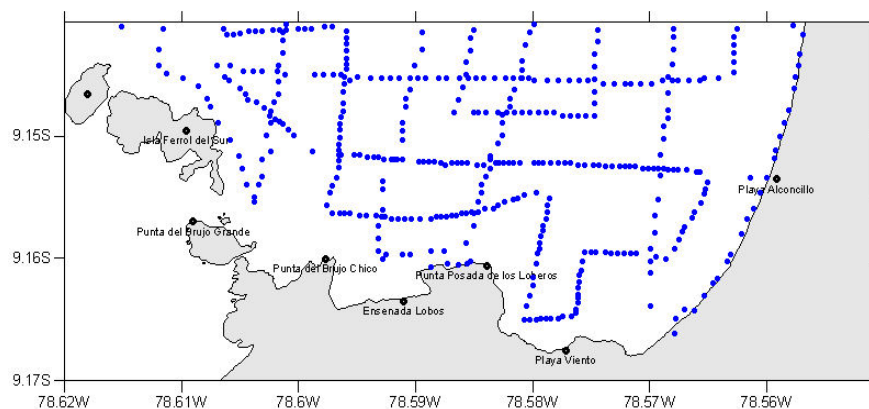 9.15S
Isla Ferrol del Sur
Playa Alconcillo
Punta del Brujo Grande
9.16S
Punta del Brujo Chico
Punta Posada de los Loberos
Ensenada Lobos
Playa Viento
9.17S
78.62W 78.61W 78.6W 78.59W 78.58W 78.57W 78.56W